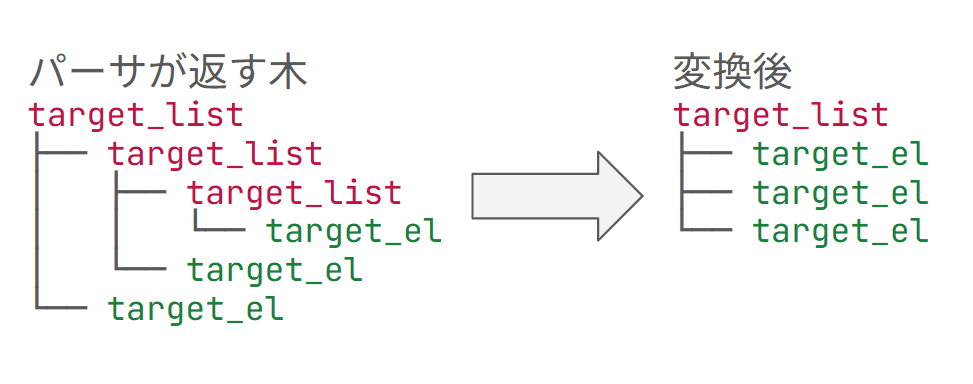 パーサが返す木
target_list
├── target_list
│   ├── target_list
│   │   └── target_el
│   └── target_el
└── target_el
変換後
target_list
├── target_el
├── target_el
└── target_el